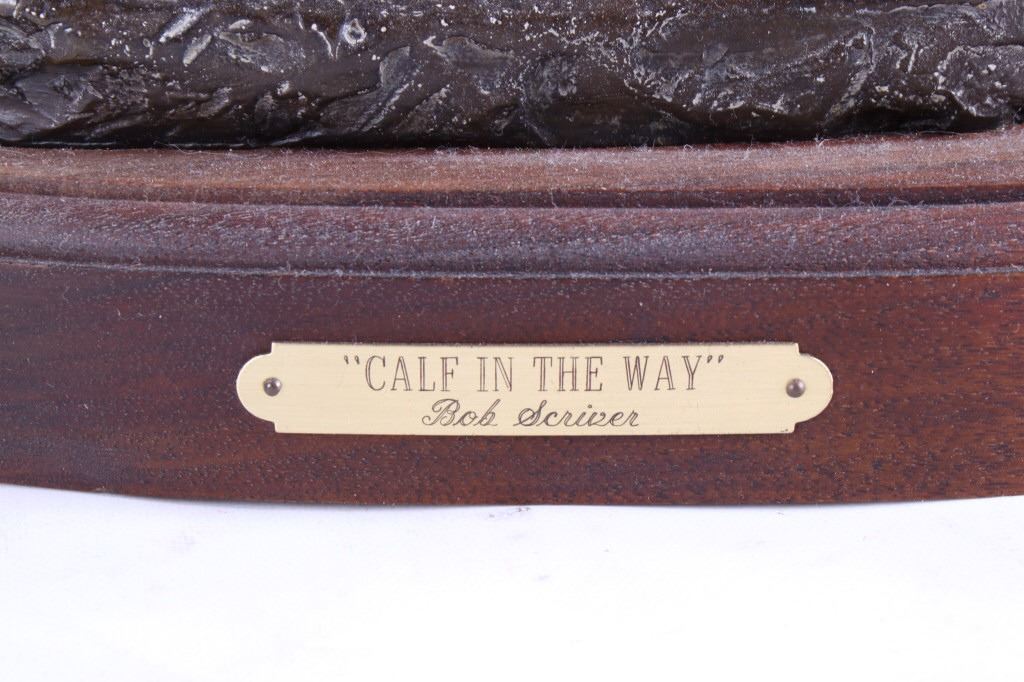 "CALF IN THE WAY"
Bob Scriver